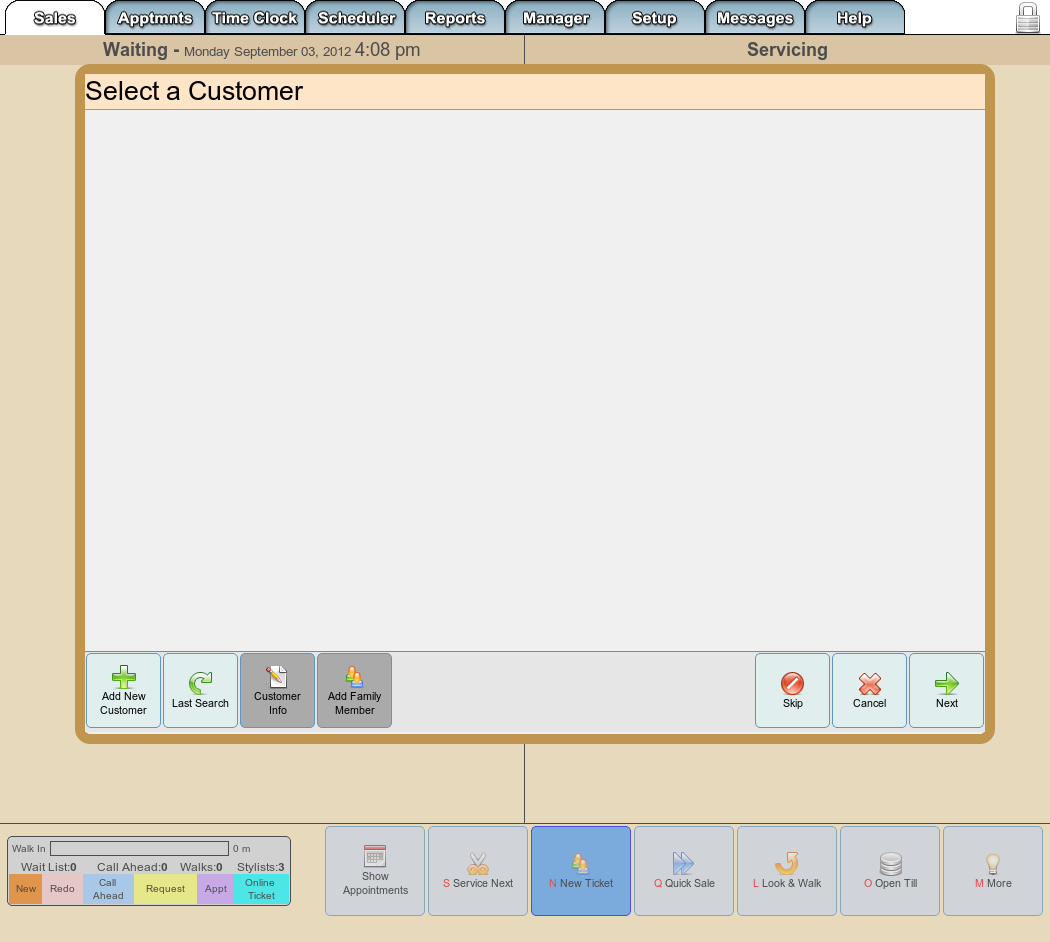 Sales Apptmnts Time Clock Scheduler Reports Manager Setup Messages Help
Waiting - Monday September 03, 2012 4:08 pm
Servicing
Select a Customer
Add New
Customer
Last Search
Customer
Info
Add Family
Member
Skip
Cancel
Next
Walk In 0 m
Wait List:0 Call Ahead:0 Walks:0 Stylists:3
New
Redo
Call
Ahead
Request
Appt
Online
Ticket
Show
Appointments
S Service Next
N New Ticket
Q Quick Sale
L Look & Walk
O Open Till
M More